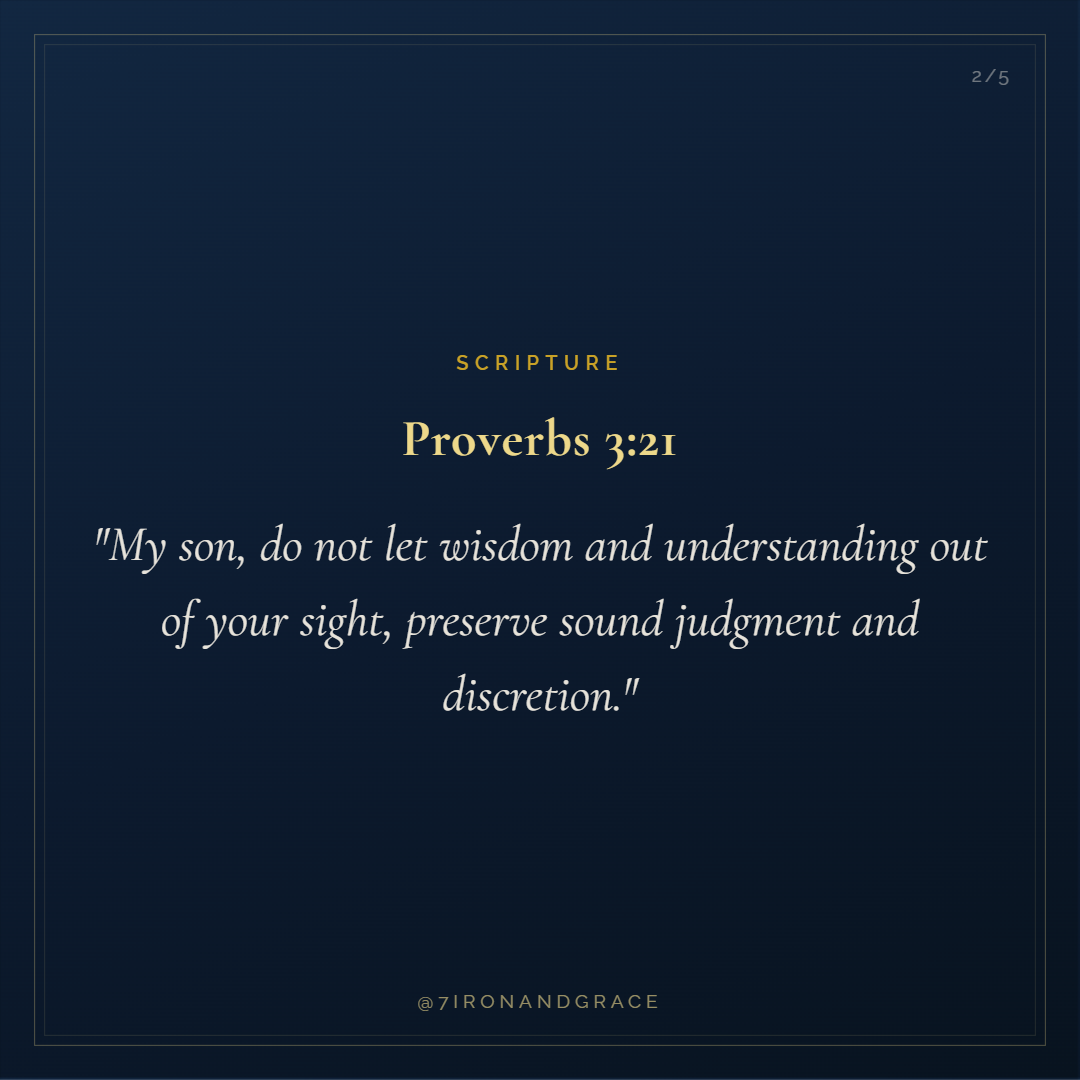 2/5
SCRIPTURE
Proverbs 3:21
"My son, do not let wisdom and understanding out
of your sight, preserve sound judgment and
discretion."
@7IRONANDGRACE